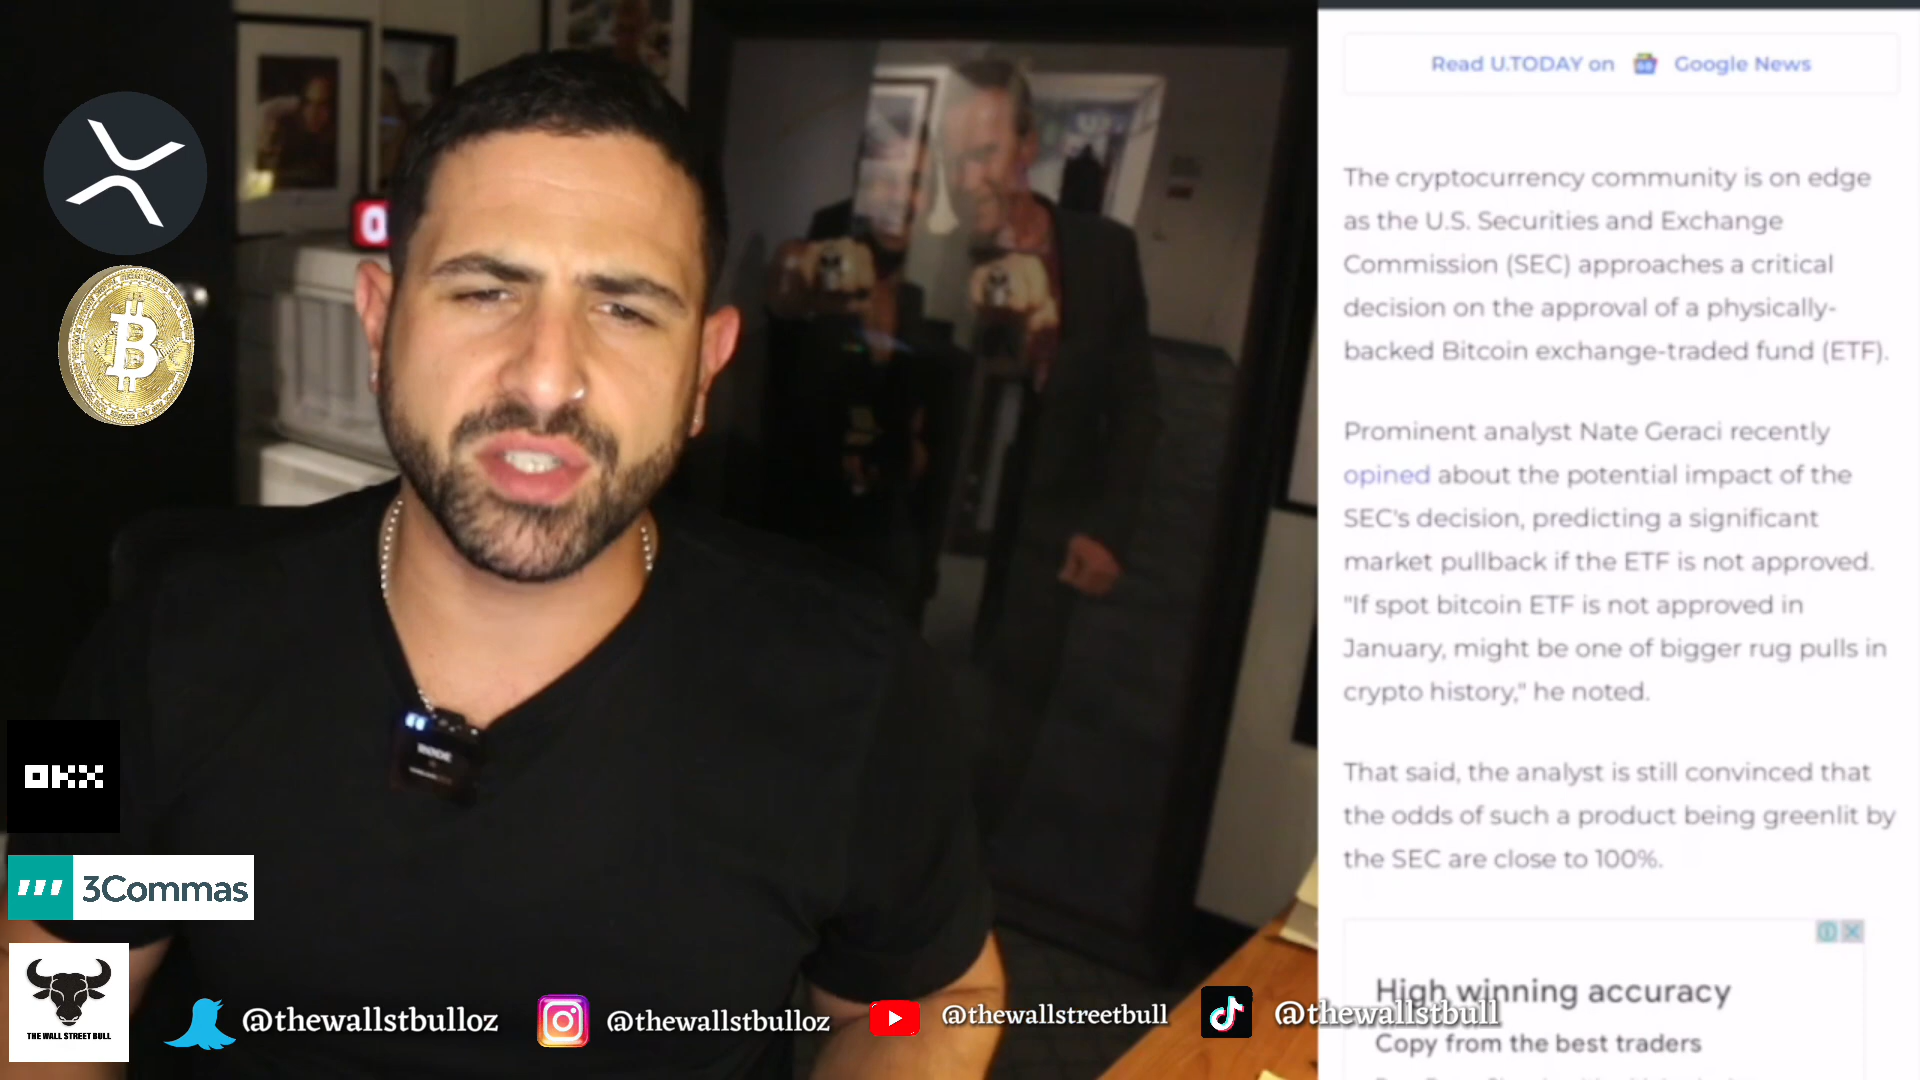 Read U.TODAY on Google News
The cryptocurrency community is on edge
as the U.S. Securities and Exchange
Commission (SEC) approaches a critical
decision on the approval of a physically-
backed Bitcoin exchange-traded fund (ETF).
Prominent analyst Nate Geraci recently
opined about the potential impact of the
SEC's decision, predicting a significant
market pullback if the ETF is not approved.
"If spot bitcoin ETF is not approved in
January, might be one of bigger rug pulls in
crypto history," he noted.
That said, the analyst is still convinced that
the odds of such a product being greenlit by
the SEC are close to 100%.
High winning accuracy
Copy from the best traders
OKX
3Commas
THE WALL STREET BULL
@thewallstbulloz
@thewallstbulloz
@thewallstreetbull
@thewallstbull